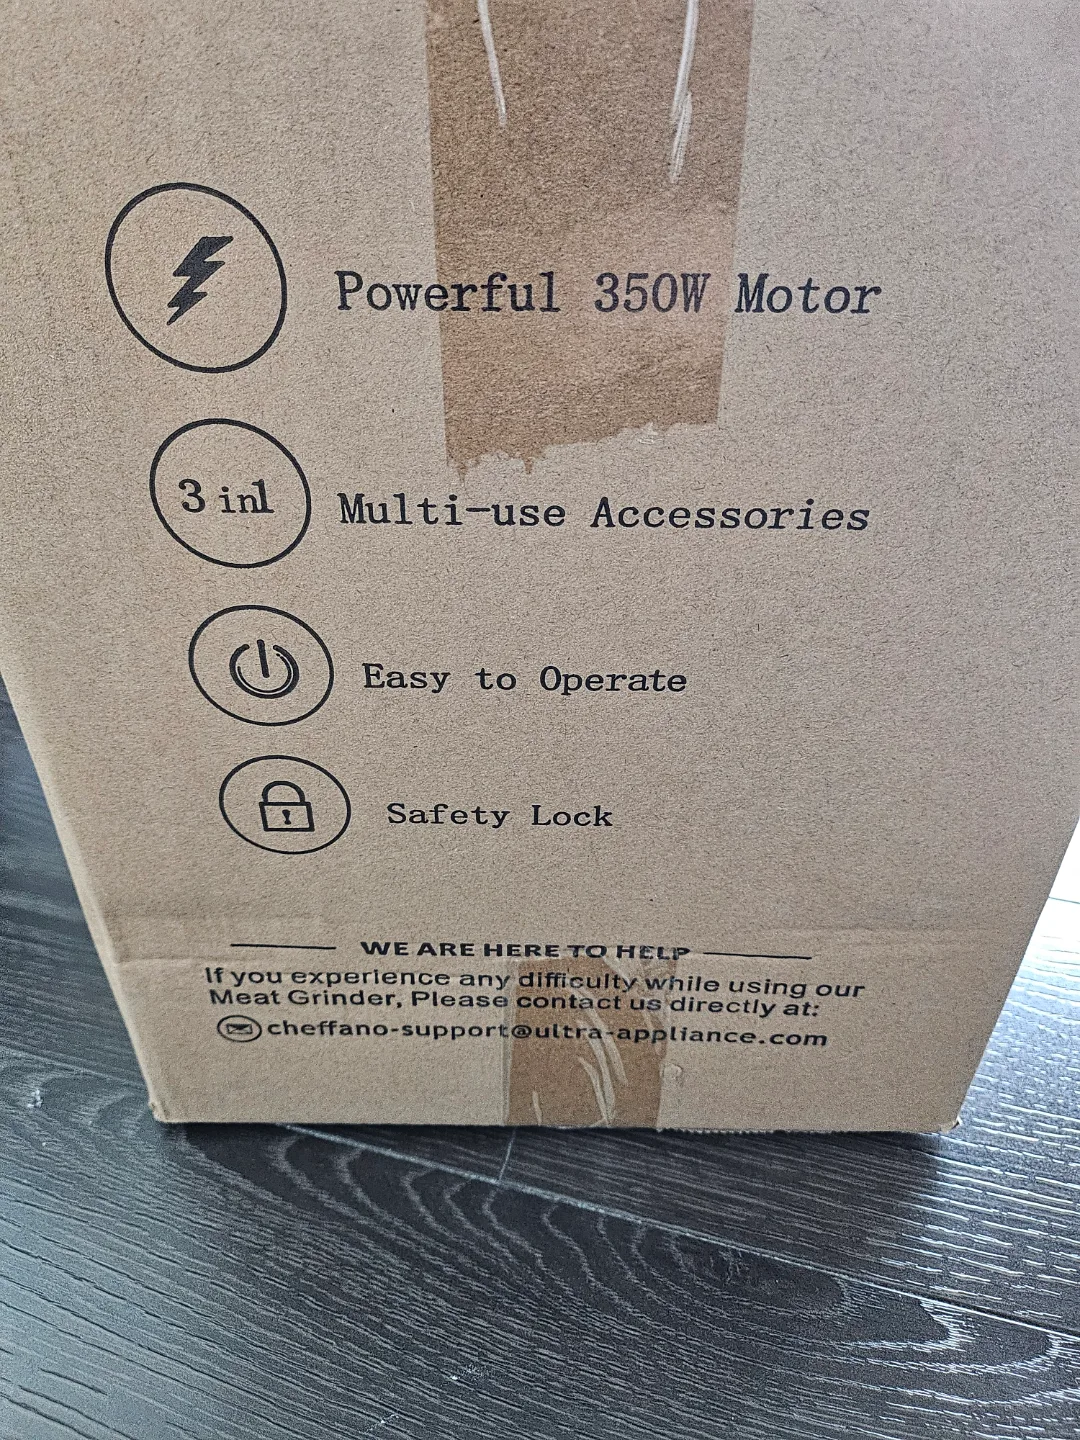 Powerful 350W Motor
3 in1
Multi-use Accessories
Easy to Operate
Safety Lock
WE ARE HERE TO HELP
If you experience any difficulty while using our
Meat Grinder, Please contact us directly at:
cheffano-support@ultra-appliance.com